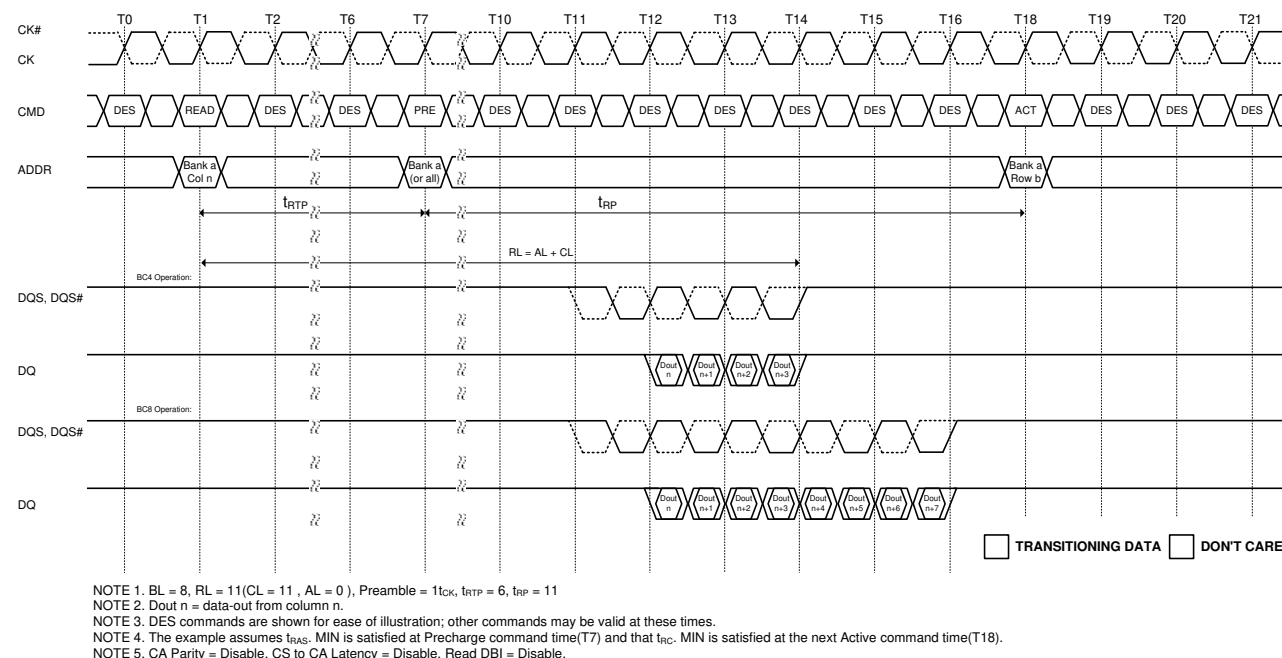 T0 T1 T2 T6 T7 T10 T11 T12 T13 T14 T15 T16 T18 T19 T20 T21
CK#
CK
CMD DES READ DES DES PRE DES DES DES DES DES DES DES ACT DES DES DES
ADDR
Bank a
Col n
Bank a
(or all)
Bank a
Row b
tRTP tRP
RL = AL + CL
BC4 Operation:
DQS, DQS#
DQ
Dout
n
Dout
n+1
Dout
n+2
Dout
n+3
BC8 Operation:
DQS, DQS#
DQ
Dout
n
Dout
n+1
Dout
n+2
Dout
n+3
Dout
n+4
Dout
n+5
Dout
n+6
Dout
n+7
TRANSITIONING DATA DON'T CARE
NOTE 1. BL = 8, RL = 11(CL = 11 , AL = 0 ), Preamble = 1tCK, tRTP = 6, tRP = 11
NOTE 2. Dout n = data-out from column n.
NOTE 3. DES commands are shown for ease of illustration; other commands may be valid at these times.
NOTE 4. The example assumes tRAS. MIN is satisfied at Precharge command time(T7) and that tRC. MIN is satisfied at the next Active command time(T18).
NOTE 5. CA Parity = Disable, CS to CA Latency = Disable, Read DBI = Disable.